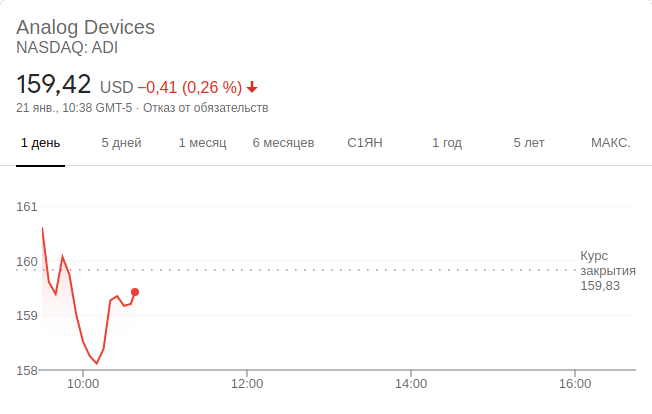 Analog Devices
NASDAQ: ADI
159,42 USD −0,41 (0,26 %)
21 янв., 10:38 GMT-5 · Отказ от обязательств
1 день 5 дней 1 месяц 6 месяцев С1ЯН 1 год 5 лет МАКС.
161
160
159
158
Курс
закрытия
159,83
10:00 12:00 14:00 16:00